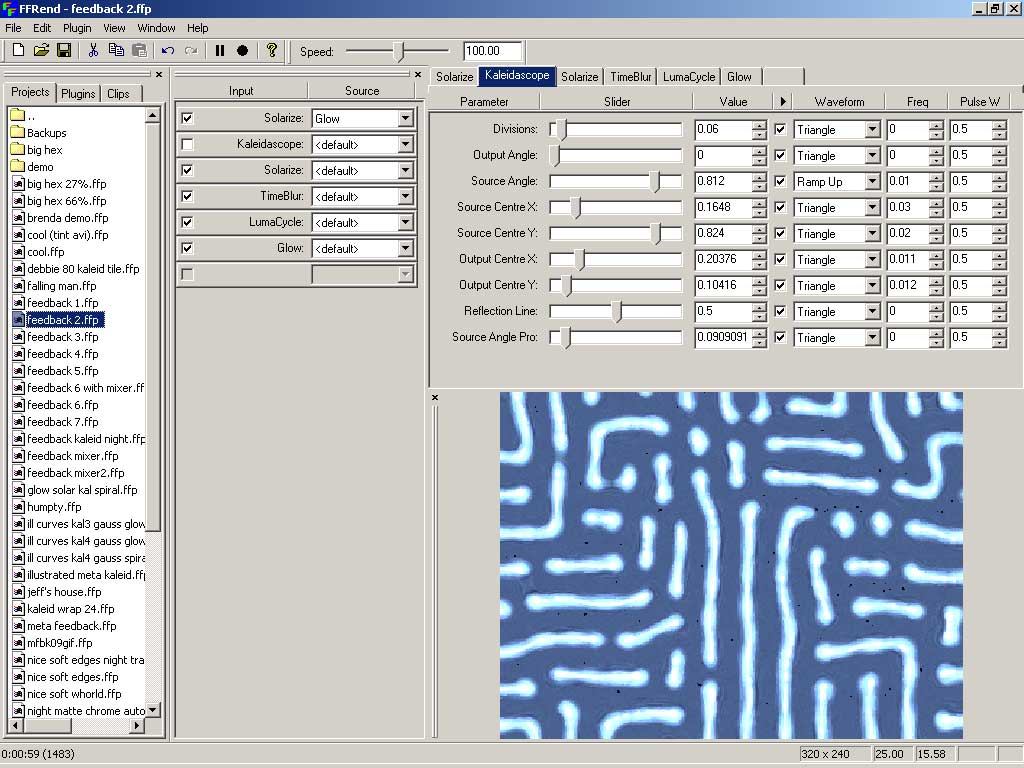 FFRend - feedback 2.ffp
File Edit Plugin View Window Help
Speed: 100.00
Projects Plugins Clips
..
Backups
big hex
demo
big hex 27%.ffp
big hex 66%.ffp
brenda demo.ffp
cool (tint avi).ffp
cool.ffp
debbie 80 kaleid tile.ffp
falling man.ffp
feedback 1.ffp
feedback 2.ffp
feedback 3.ffp
feedback 4.ffp
feedback 5.ffp
feedback 6 with mixer.ff
feedback 6.ffp
feedback 7.ffp
feedback kaleid night.ffp
feedback mixer.ffp
feedback mixer2.ffp
glow solar kal spiral.ffp
humpty.ffp
ill curves kal3 gauss glow
ill curves kal4 gauss glow
ill curves kal4 gauss spira
illustrated meta kaleid.ffp
jeff's house.ffp
kaleid wrap 24.ffp
meta feedback.ffp
mfbk09gif.ffp
nice soft edges night tra
nice soft edges.ffp
nice soft whorld.ffp
night matte chrome auto
Input Source
Solarize: Glow
Kaleidascope: <default>
Solarize: <default>
TimeBlur: <default>
LumaCycle: <default>
Glow: <default>
Solarize Kaleidascope Solarize TimeBlur LumaCycle Glow
Parameter Slider Value Waveform Freq Pulse W
Divisions: 0.06 Triangle 0 0.5
Output Angle: 0 Triangle 0 0.5
Source Angle: 0.812 Ramp Up 0.01 0.5
Source Centre X: 0.1648 Triangle 0.03 0.5
Source Centre Y: 0.824 Triangle 0.02 0.5
Output Centre X: 0.20376 Triangle 0.011 0.5
Output Centre Y: 0.10416 Triangle 0.012 0.5
Reflection Line: 0.5 Triangle 0 0.5
Source Angle Pro: 0.0909091 Triangle 0 0.5
0:00:59 (1483) 320 x 240 25.00 15.58